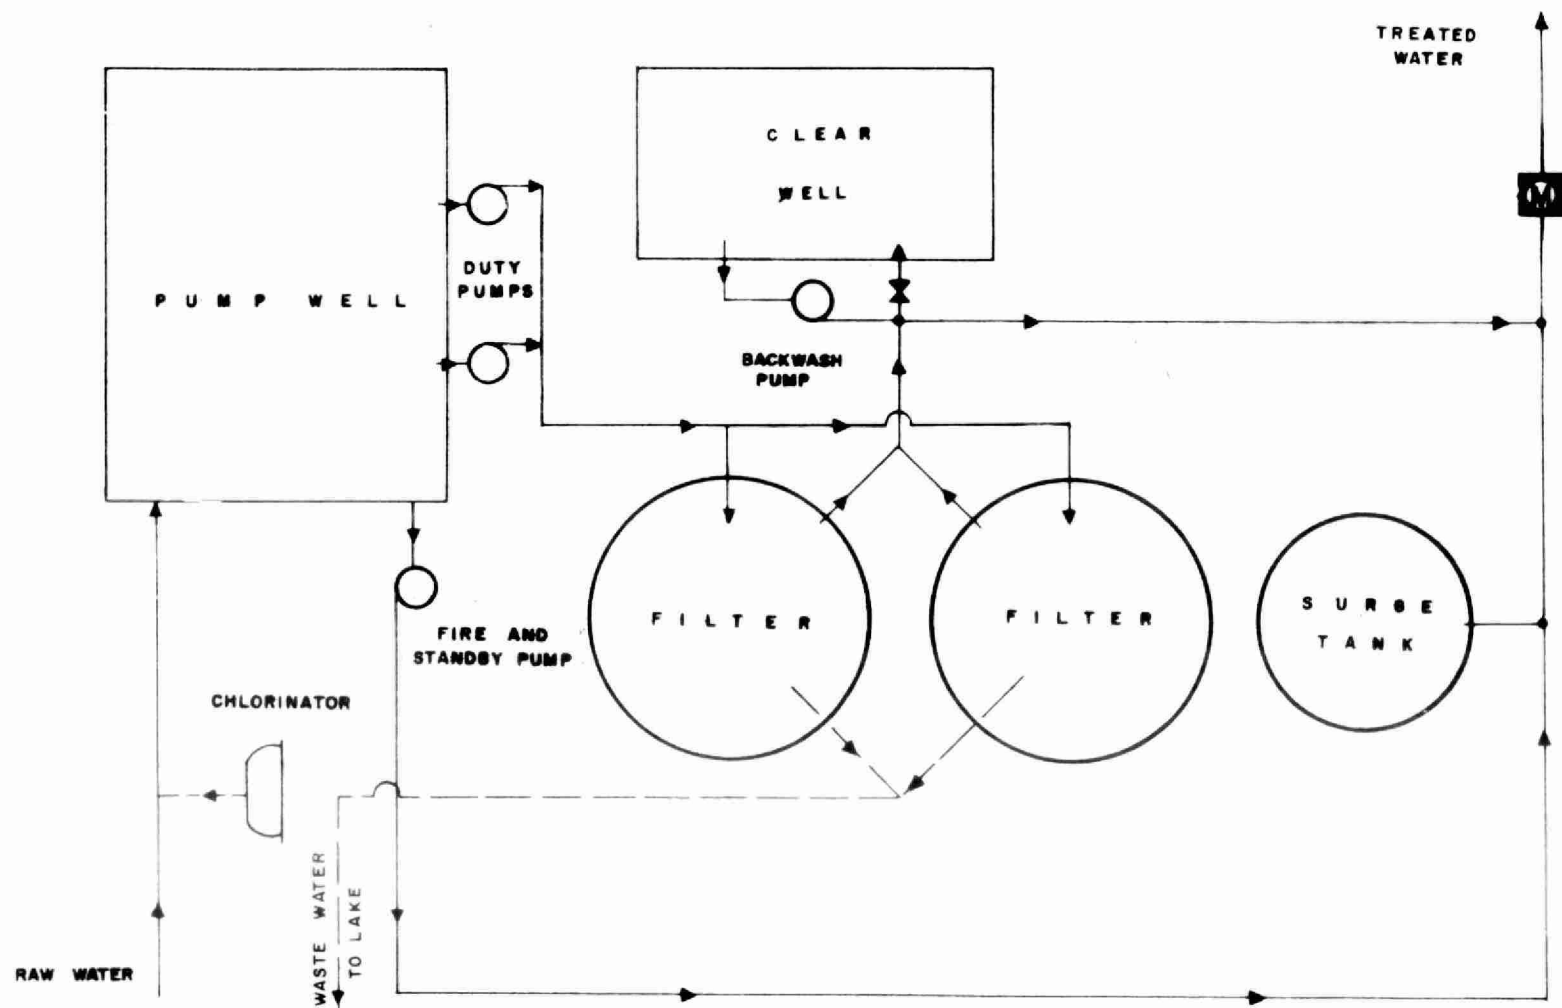 TREATED
WATER
CLEAR
WELL
M
DUTY
PUMPS
PUMP WELL
BACKWASH
PUMP
FILTER
FILTER
SURGE
TANK
FIRE AND
STANDBY PUMP
CHLORINATOR
WASTE WATER
TO LAKE
RAW WATER